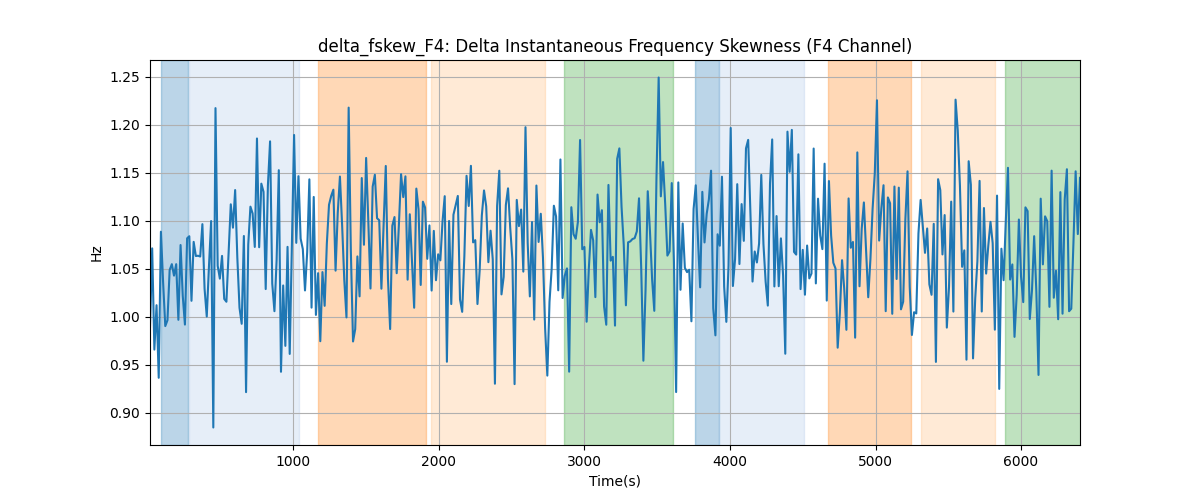 delta_fskew_F4: Delta Instantaneous Frequency Skewness (F4 Channel)
1.25
1.20
1.15
1.10
1.05
1.00
0.95
0.90
Hz
1000 2000 3000 4000 5000 6000
Time(s)